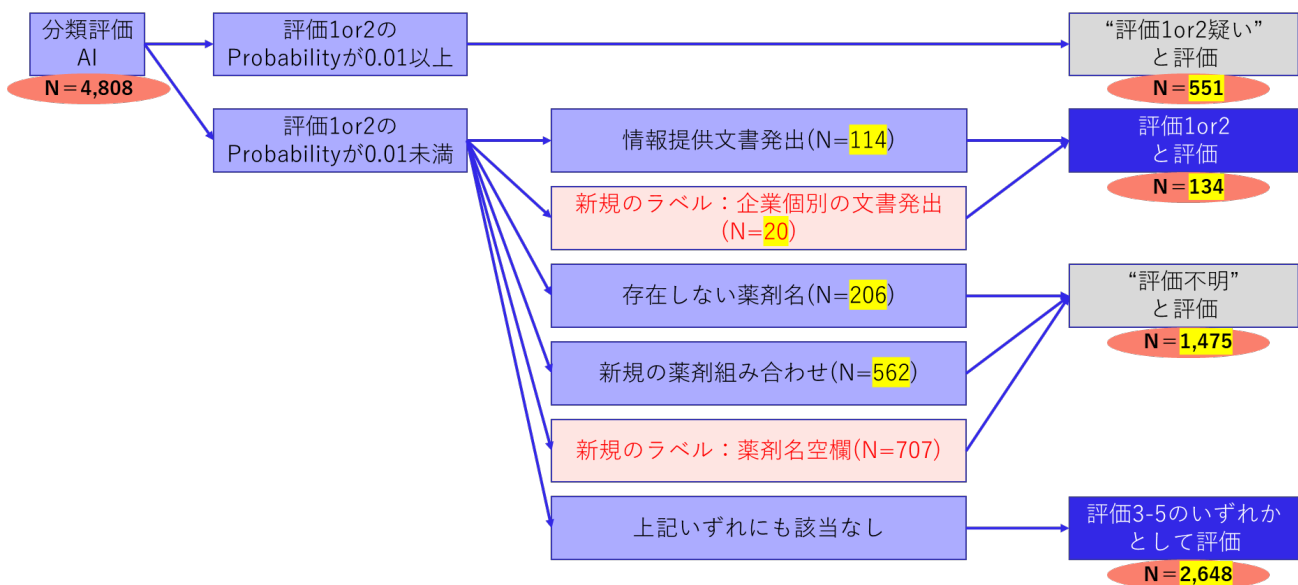 分類評価
AI
N＝4,808
評価1or2の
Probabilityが0.01以上
“評価1or2疑い”
と評価
N＝551
評価1or2の
Probabilityが0.01未満
情報提供文書発出(N=114)
評価1or2
と評価
N＝134
新規のラベル：企業個別の文書発出
(N=20)
存在しない薬剤名(N=206)
“評価不明”
と評価
N＝1,475
新規の薬剤組み合わせ(N=562)
新規のラベル：薬剤名空欄(N=707)
上記いずれにも該当なし
評価3-5のいずれか
として評価
N＝2,648